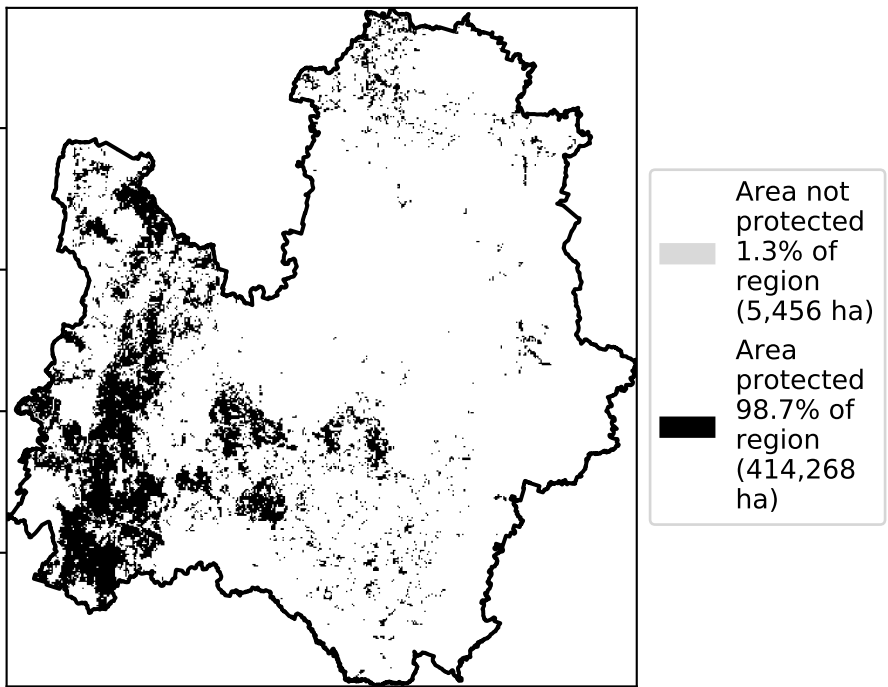 Area not
protected
1.3% of
region
(5,456 ha)
Area
protected
98.7% of
region
(414,268
ha)